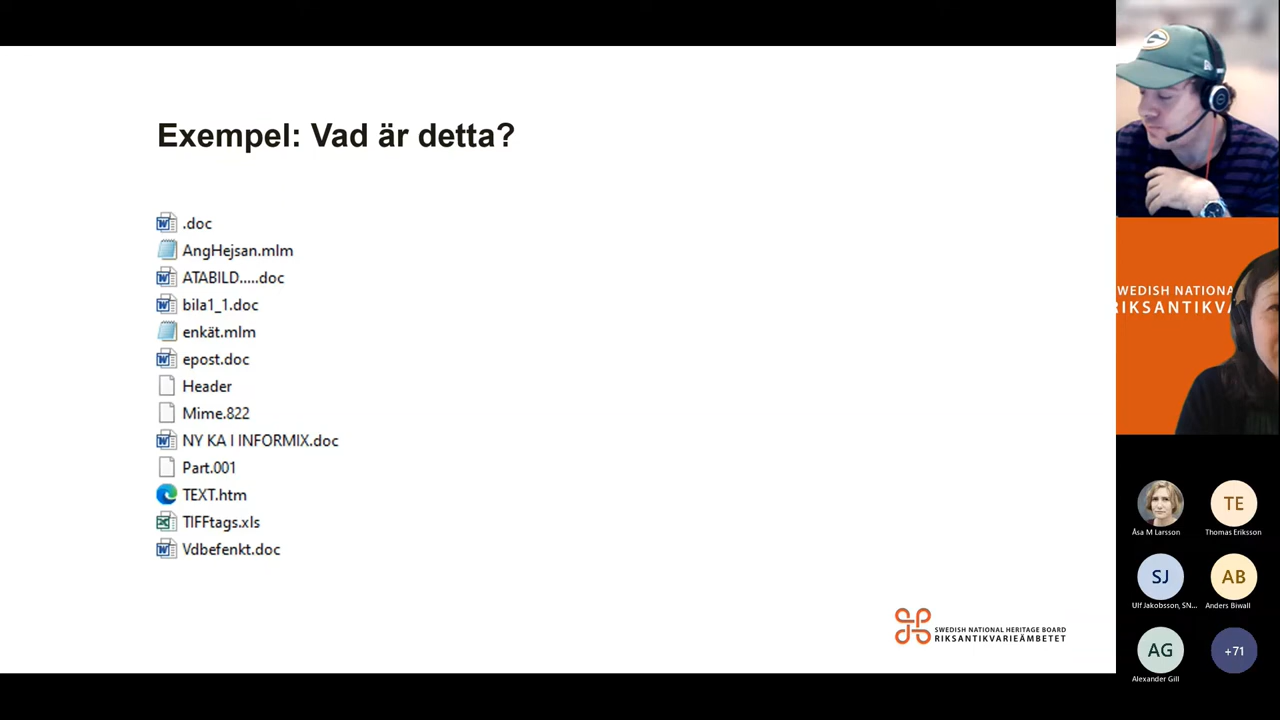 Exempel: Vad är detta?
.doc
AngHejsan.mlm
ATABILD.....doc
bila1_1.doc
enkät.mlm
epost.doc
Header
Mime.822
NY KA I INFORMIX.doc
Part.001
TEXT.htm
TIFFtags.xls
Vdbefenkt.doc
SWEDISH NATIONAL HERITAGE BOARD
RIKSANTIKVARIEÄMBETET
SWEDISH NATIONA
RIKSANTIKVA
TE
Åsa M Larsson
Thomas Eriksson
SJ
AB
Ulf Jakobsson, SN...
Anders Biwall
AG
+71
Alexander Gill